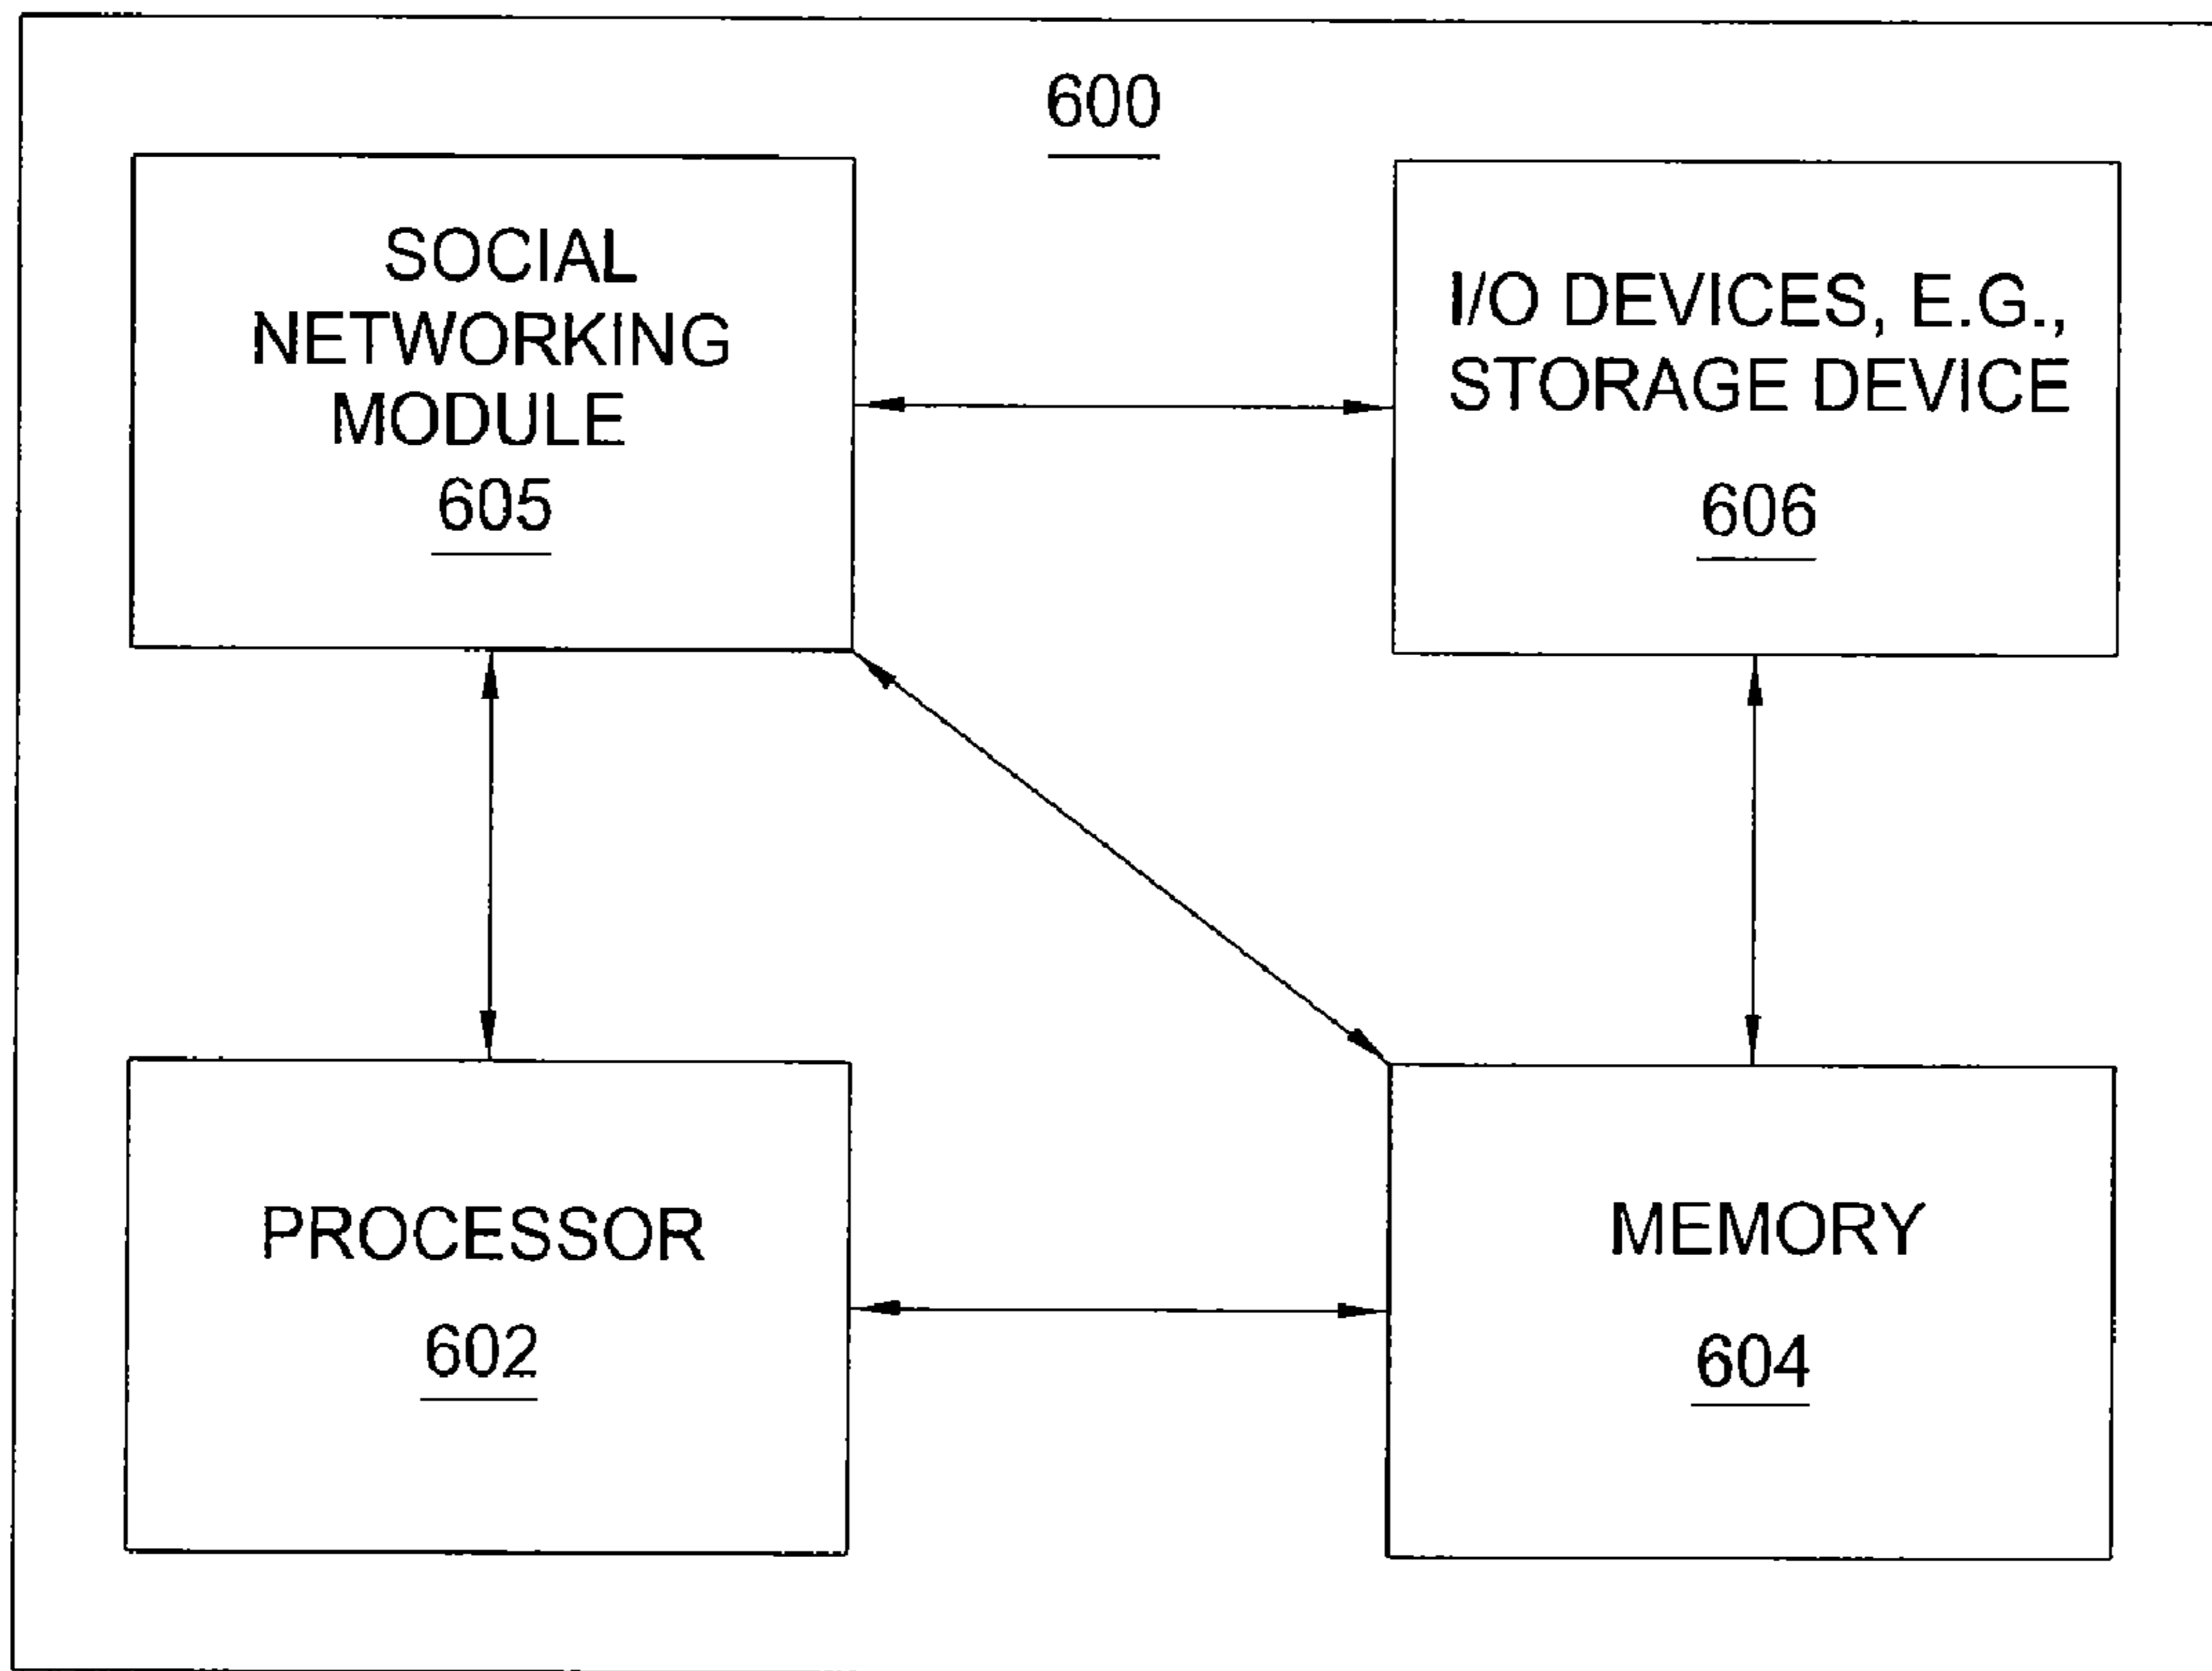 600
SOCIAL
NETWORKING
MODULE
605
I/O DEVICES, E.G.,
STORAGE DEVICE
606
PROCESSOR
602
MEMORY
604